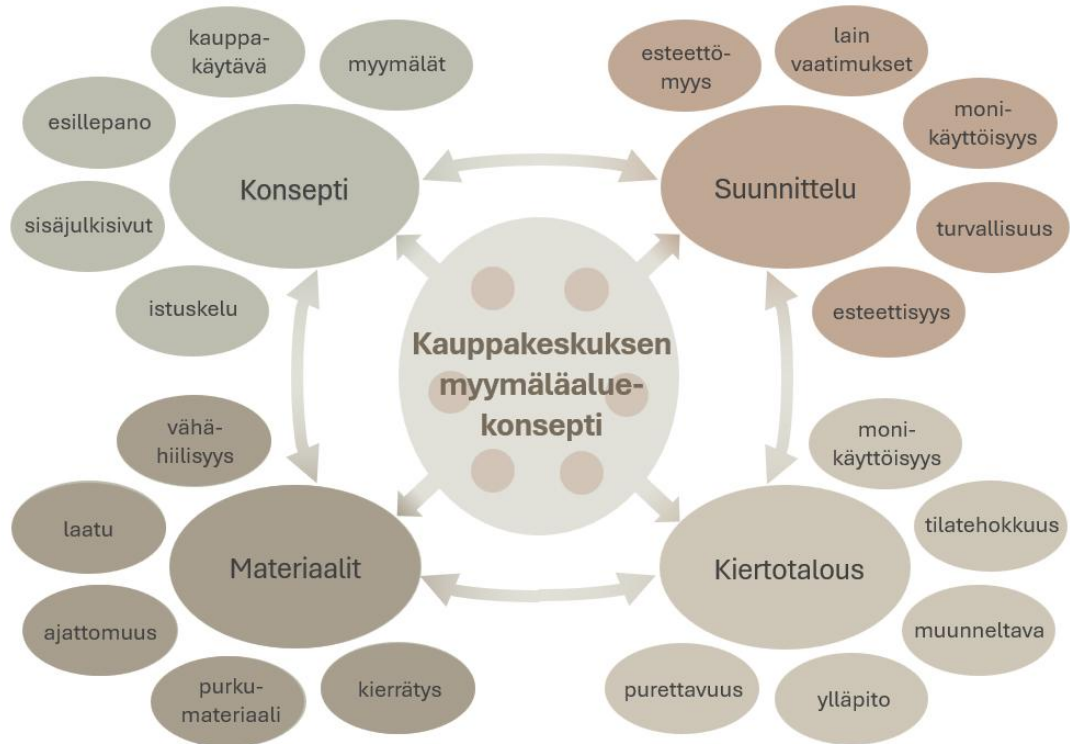 kauppa-
käytävä
myymälät
esillepano
Konsepti
sisäjulkisivut
istuskelu
esteettö-
myys
lain
vaatimukset
moni-
käyttöisyys
Suunnittelu
turvallisuus
esteettisyys
Kauppakeskuksen
myymäläalue-
konsepti
vähä-
hiilisyys
laatu
Materiaalit
ajattomuus
purku-
materiaali
kierrätys
moni-
käyttöisyys
tilatehokkuus
Kiertotalous
muunneltava
purettavuus
ylläpito